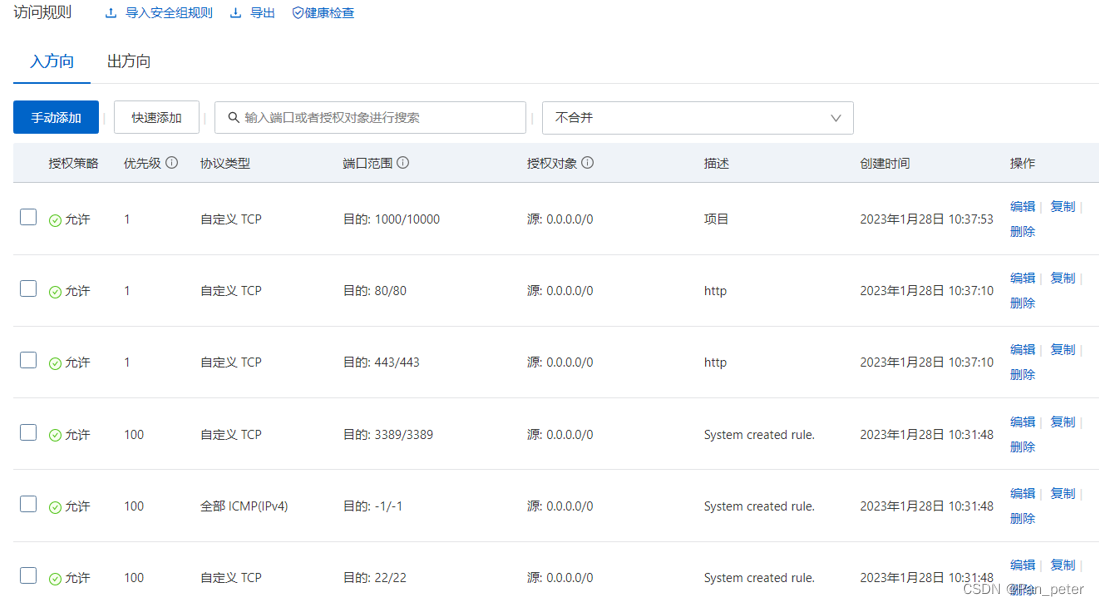 访问规则 导入安全组规则 导出 健康检查
入方向 出方向
手动添加 快速添加 输入端口或者授权对象进行搜索 不合并
授权策略 优先级 协议类型 端口范围 授权对象 描述 创建时间 操作
允许 1 自定义 TCP 目的: 1000/10000 源: 0.0.0.0/0 项目 2023年1月28日 10:37:53 编辑 | 复制 |
删除
允许 1 自定义 TCP 目的: 80/80 源: 0.0.0.0/0 http 2023年1月28日 10:37:10 编辑 | 复制 |
删除
允许 1 自定义 TCP 目的: 443/443 源: 0.0.0.0/0 http 2023年1月28日 10:37:10 编辑 | 复制 |
删除
允许 100 自定义 TCP 目的: 3389/3389 源: 0.0.0.0/0 System created rule. 2023年1月28日 10:31:48 编辑 | 复制 |
删除
允许 100 全部 ICMP(IPv4) 目的: -1/-1 源: 0.0.0.0/0 System created rule. 2023年1月28日 10:31:48 编辑 | 复制 |
删除
允许 100 自定义 TCP 目的: 22/22 源: 0.0.0.0/0 System created rule. 2023年1月28日 10:31:48 编辑 | 复制 |
删除
CSDN @Pan_peter